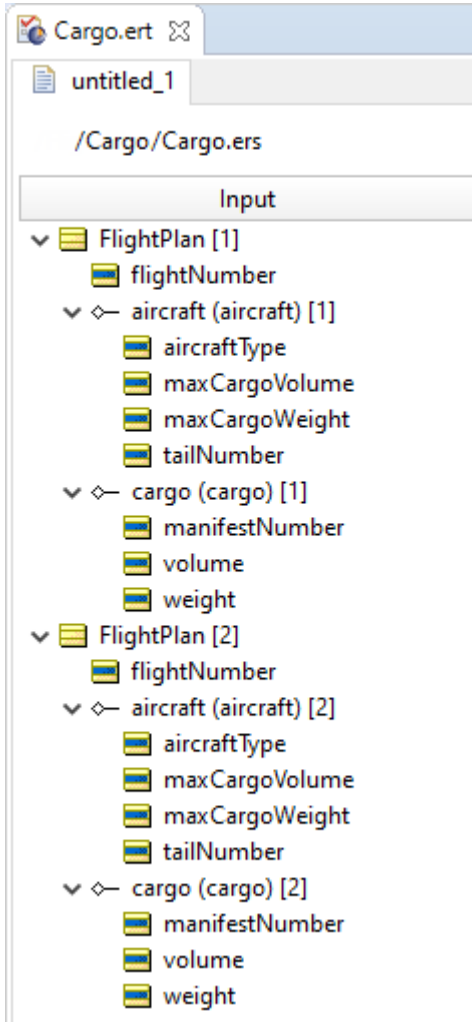 Cargo.ert
untitled_1
/Cargo/Cargo.ers
Input
FlightPlan [1]
flightNumber
aircraft (aircraft) [1]
aircraftType
maxCargoVolume
maxCargoWeight
tailNumber
cargo (cargo) [1]
manifestNumber
volume
weight
FlightPlan [2]
flightNumber
aircraft (aircraft) [2]
aircraftType
maxCargoVolume
maxCargoWeight
tailNumber
cargo (cargo) [2]
manifestNumber
volume
weight